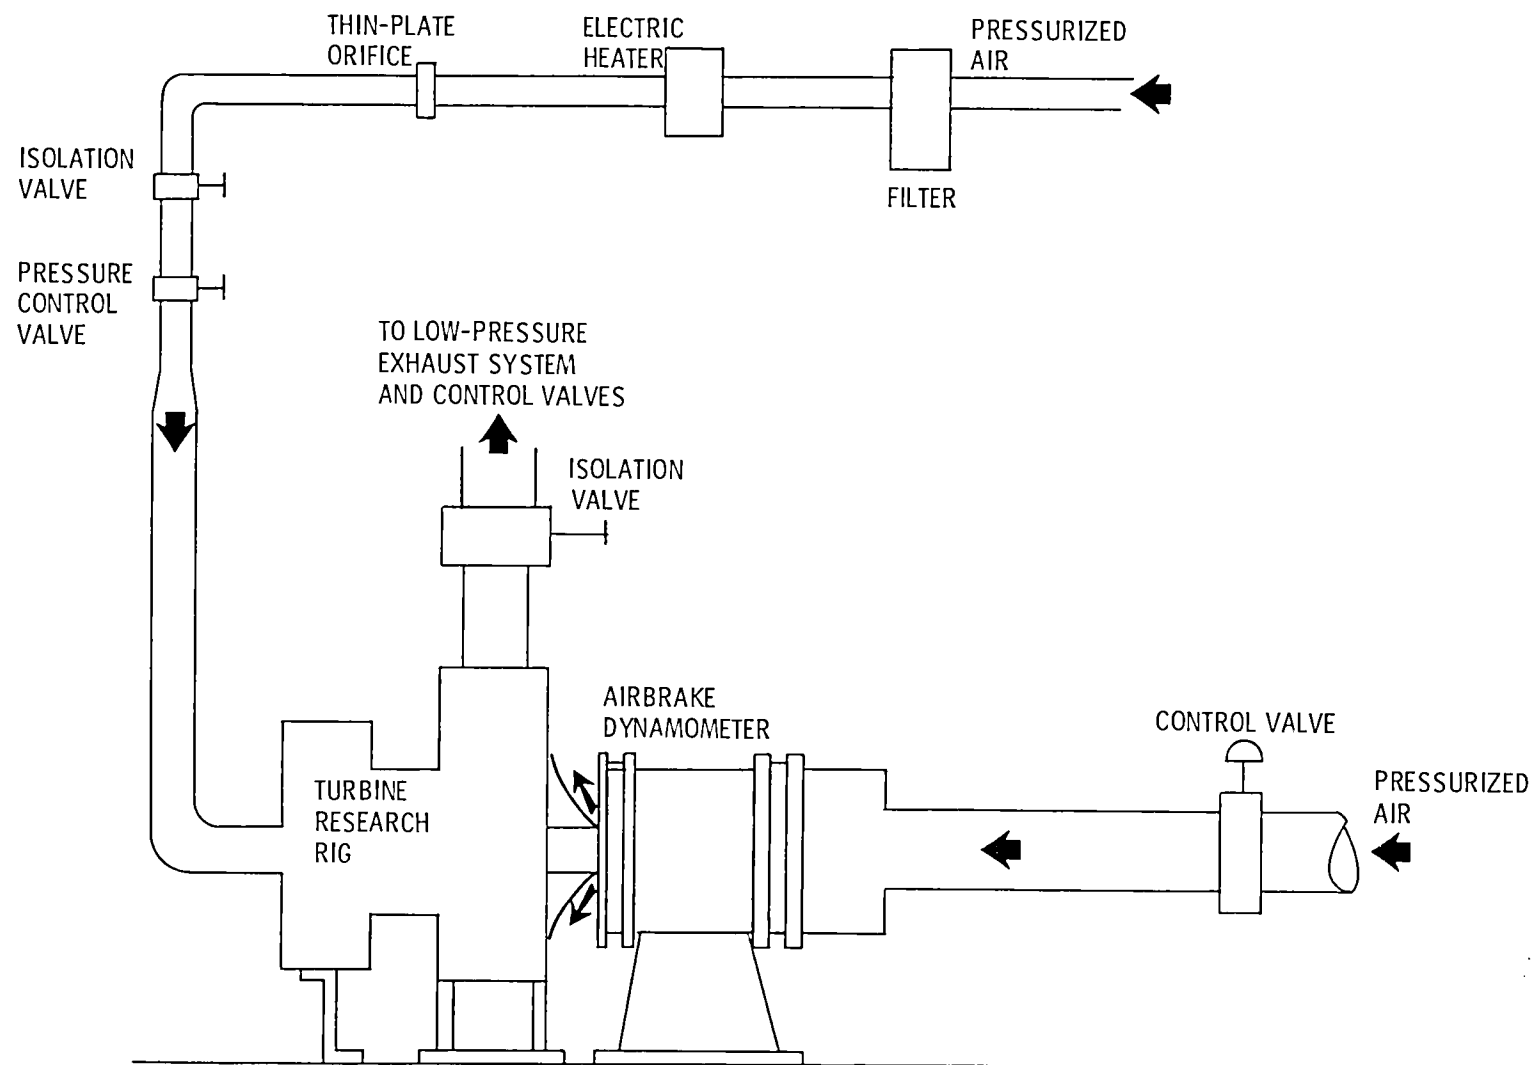 THIN-PLATE
ORIFICE
ELECTRIC
HEATER
PRESSURIZED
AIR
FILTER
ISOLATION
VALVE
PRESSURE
CONTROL
VALVE
TO LOW-PRESSURE
EXHAUST SYSTEM
AND CONTROL VALVES
ISOLATION
VALVE
AIRBRAKE
DYNAMOMETER
CONTROL VALVE
PRESSURIZED
AIR
TURBINE
RESEARCH
RIG